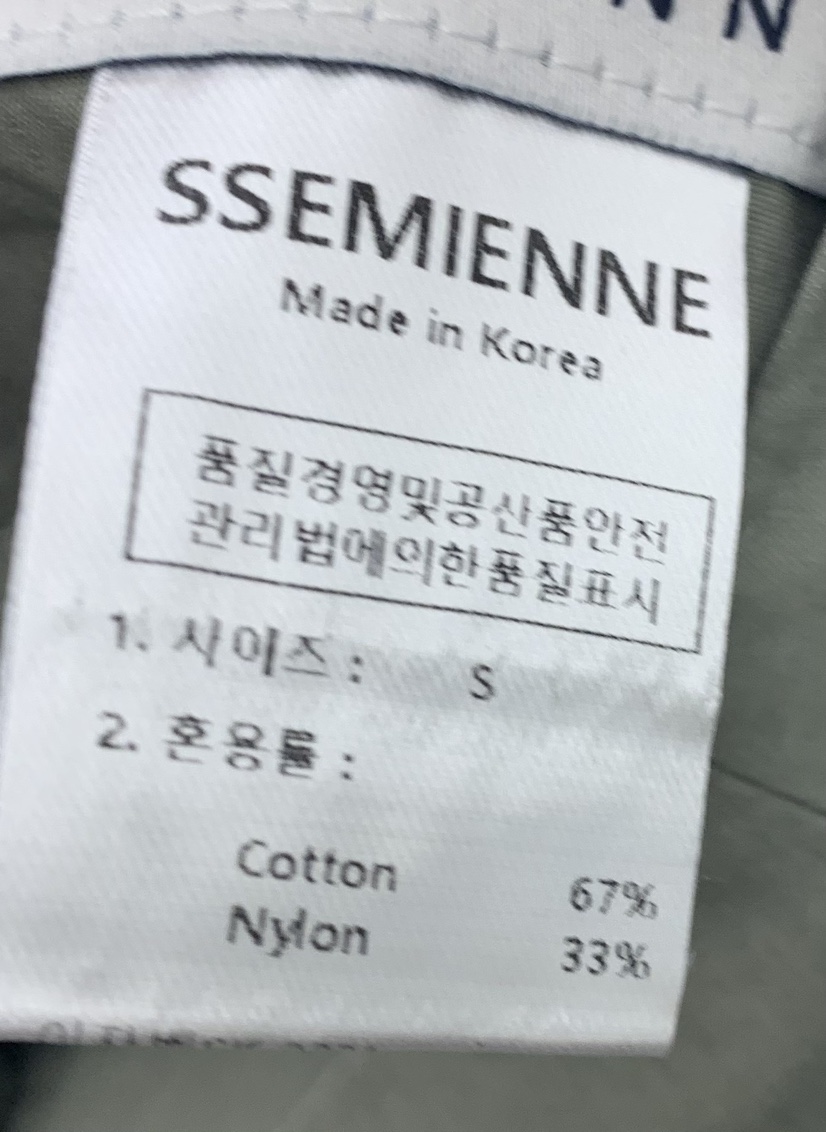 N N
SSEMIENNE
Made in Korea
품질경영및공산품안전
관리법에의한품질표시
1. 사이즈 : S
2. 혼용률 :
Cotton 67%
Nylon 33%